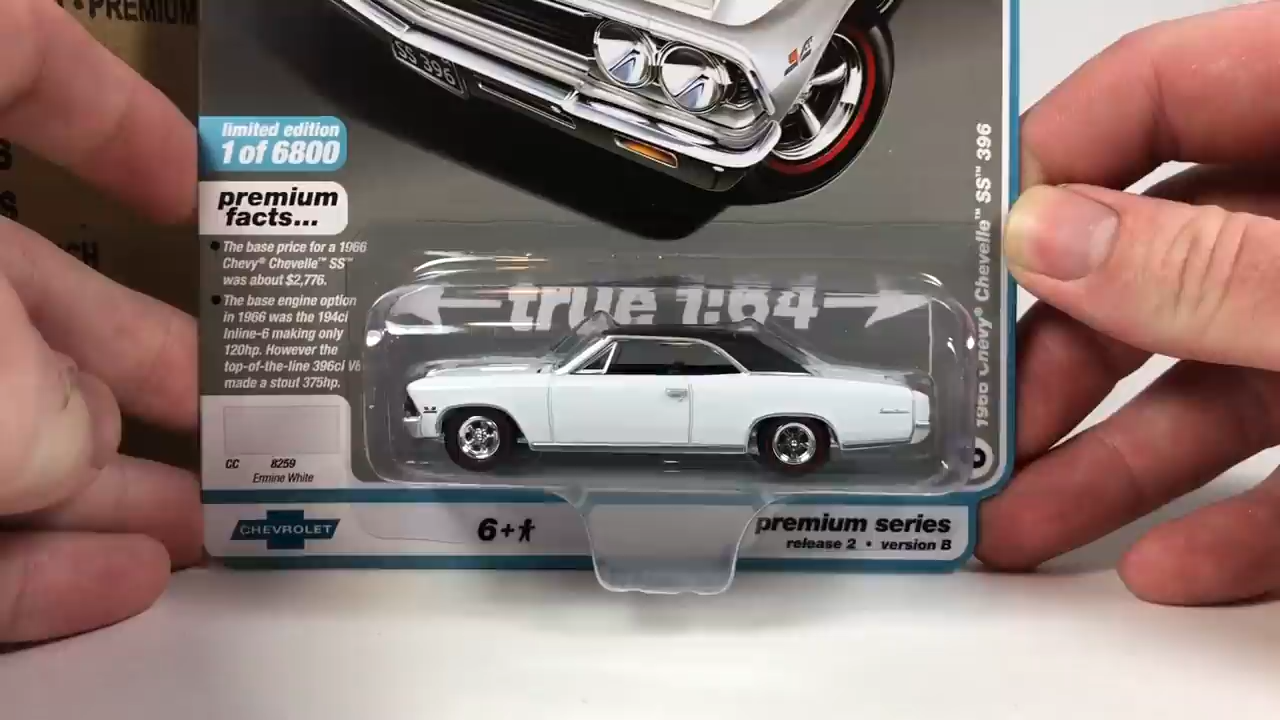 • PREMIUM
SS 396
limited edition
1 of 6800
premium
facts...
• The base price for a 1966
Chevy® Chevelle™ SS™
was about $2,776.
• The base engine option
in 1966 was the 194ci
Inline-6 making only
120hp. However the
top-of-the-line 396ci V8
made a stout 375hp.
true 1:64
1966 Chevy® Chevelle™ SS™ 396
CC 8259
Ermine White
CHEVROLET
6+
premium series
release 2 • version B